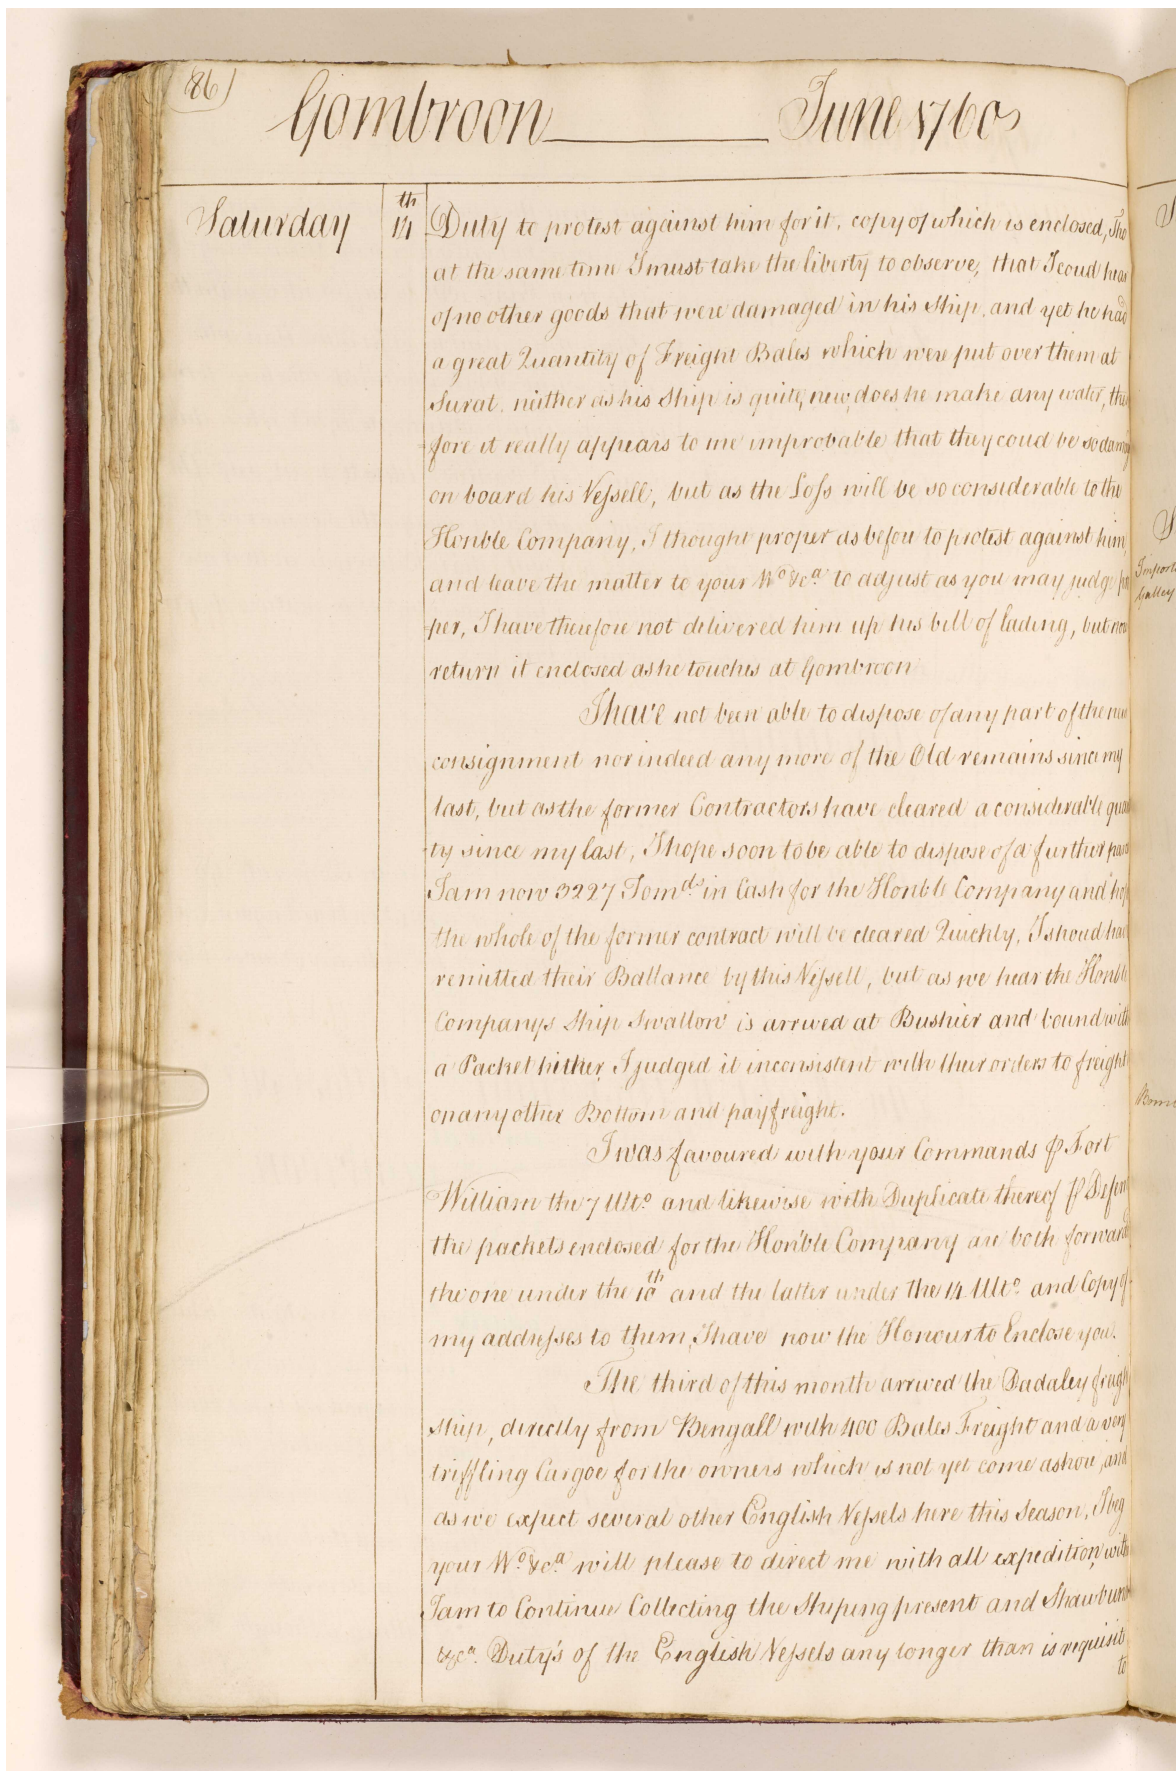 86)
Gombroon June 1760
Saturday 14th Duty to protest against him for it, copy of which is enclosed, Tho
at the same time I must take the liberty to observe, that I coud hear
of no other goods that were damaged in his Ship, and yet he had
a great Quantity of Freight Bales which were put over them at
Surat. neither as his Ship is quite new, does he make any water, there
fore it really appears to me improbable that they coud be so damag
on board his Vessell, but as the Loss will be so considerable to the
Honble Company, I thought proper as before to protest against him,
and leave the matter to your Wo. &ca. to adjust as you may judge pro
per, I have therefore not delivered him up his bill of lading, but now
return it enclosed as he touches at Gombroon
I have not been able to dispose of any part of the new
consignment nor indeed any more of the Old remains since my
last, but as the former Contractors have cleared a considerable quan
ty since my last, I hope soon to be able to dispose of a further part
I am now 3227 Tomds. in Cash for the Honble Company and hope
the whole of the former contract will be cleared Quickly, I shoud have
remitted their Ballance by this Vessell, but as we hear the Honble
Companys Ship Swallow is arrived at Bushier and bound with
a Packet hither, I judged it inconsistent with their orders to freight
on any other Bottom and pay freight.
I was favoured with your Commands ⅌ Fort
William the 7 Ulto. and likewise with Duplicate thereof ⅌
the packets enclosed for the Hon'ble Company are both forward
the one under the 10th and the latter under the 14 Ulto. and Copy of
my addresses to them, I have now the Honour to Enclose you.
The third of this month arrived the Dadaley freight
ship, directly from Bengall with 400 Bales Freight and a very
triffling Cargoe for the owners which is not yet come ashore, and
as we expect several other English Vessels here this Season, I beg
your Wo. &ca. will please to direct me with all expedition,
I am to Continue Collecting the Shiping present and Shawbund
&ca. Duty's of the English Vessels any longer than is requisite
to
Import
Galley